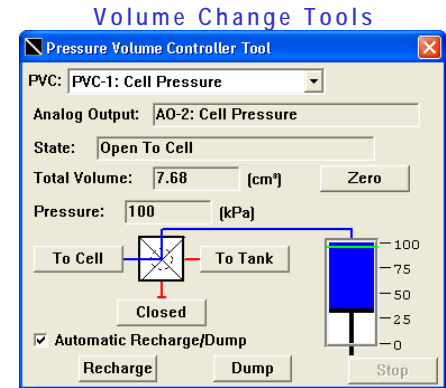 Volume Change Tools
Pressure Volume Controller Tool
PVC: PVC-1: Cell Pressure
Analog Output: AO-2: Cell Pressure
State: Open To Cell
Total Volume: 7.68 (cm³) Zero
Pressure: 100 (kPa)
To Cell To Tank
Closed
100
75
50
25
0
Automatic Recharge/Dump
Recharge Dump Stop